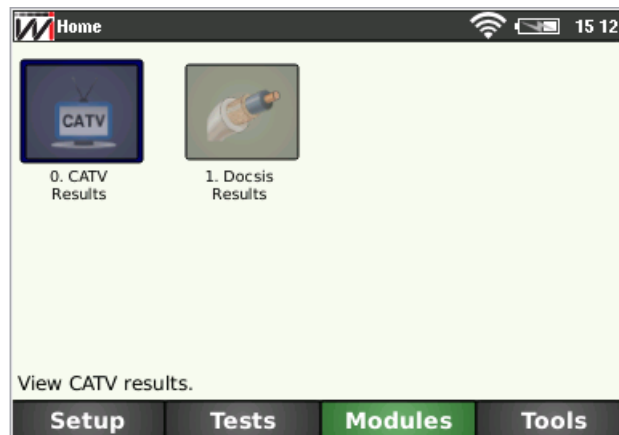 Home 15 12
CATV
0. CATV
Results
1. Docsis
Results
View CATV results.
Setup Tests Modules Tools